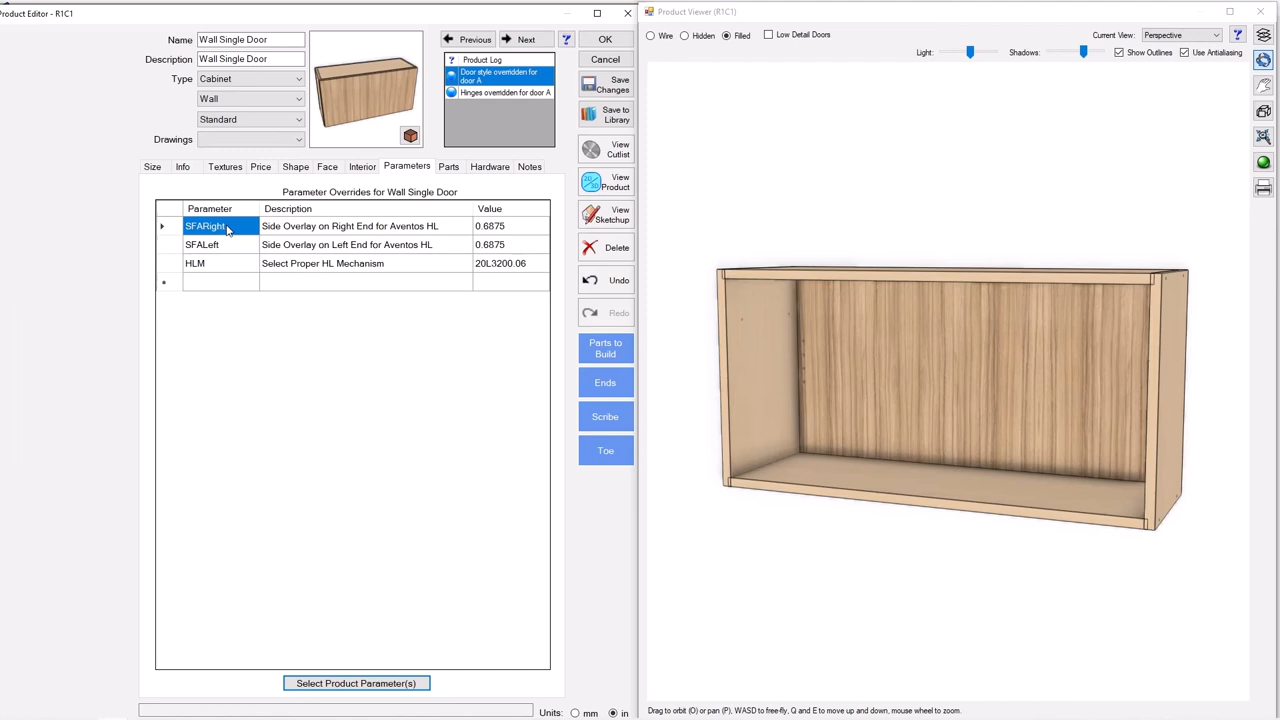 Product Editor - R1C1
Name
Wall Single Door
Description
Wall Single Door
Type
Cabinet
Wall
Standard
Drawings
Previous
Next
?
Product Log
Door style overridden for door A
Hinges overridden for door A
OK
Cancel
Save Changes
Save to Library
View Cutlist
View Product
View Sketchup
Delete
Undo
Redo
Parts to Build
Ends
Scribe
Toe
Size
Info
Textures
Price
Shape
Face
Interior
Parameters
Parts
Hardware
Notes
Parameter Overrides for Wall Single Door
Parameter Description Value
SFARight Side Overlay on Right End for Aventos HL 0.6875
SFALeft Side Overlay on Left End for Aventos HL 0.6875
HLM Select Proper HL Mechanism 20L3200.06
Select Product Parameter(s)
Units: mm in
Product Viewer (R1C1)
Wire Hidden Filled Low Detail Doors
Current View: Perspective
?
Light: Shadows: Show Outlines Use Antialiasing
Drag to orbit (O) or pan (P), WASD to free-fly, Q and E to move up and down, mouse wheel to zoom.